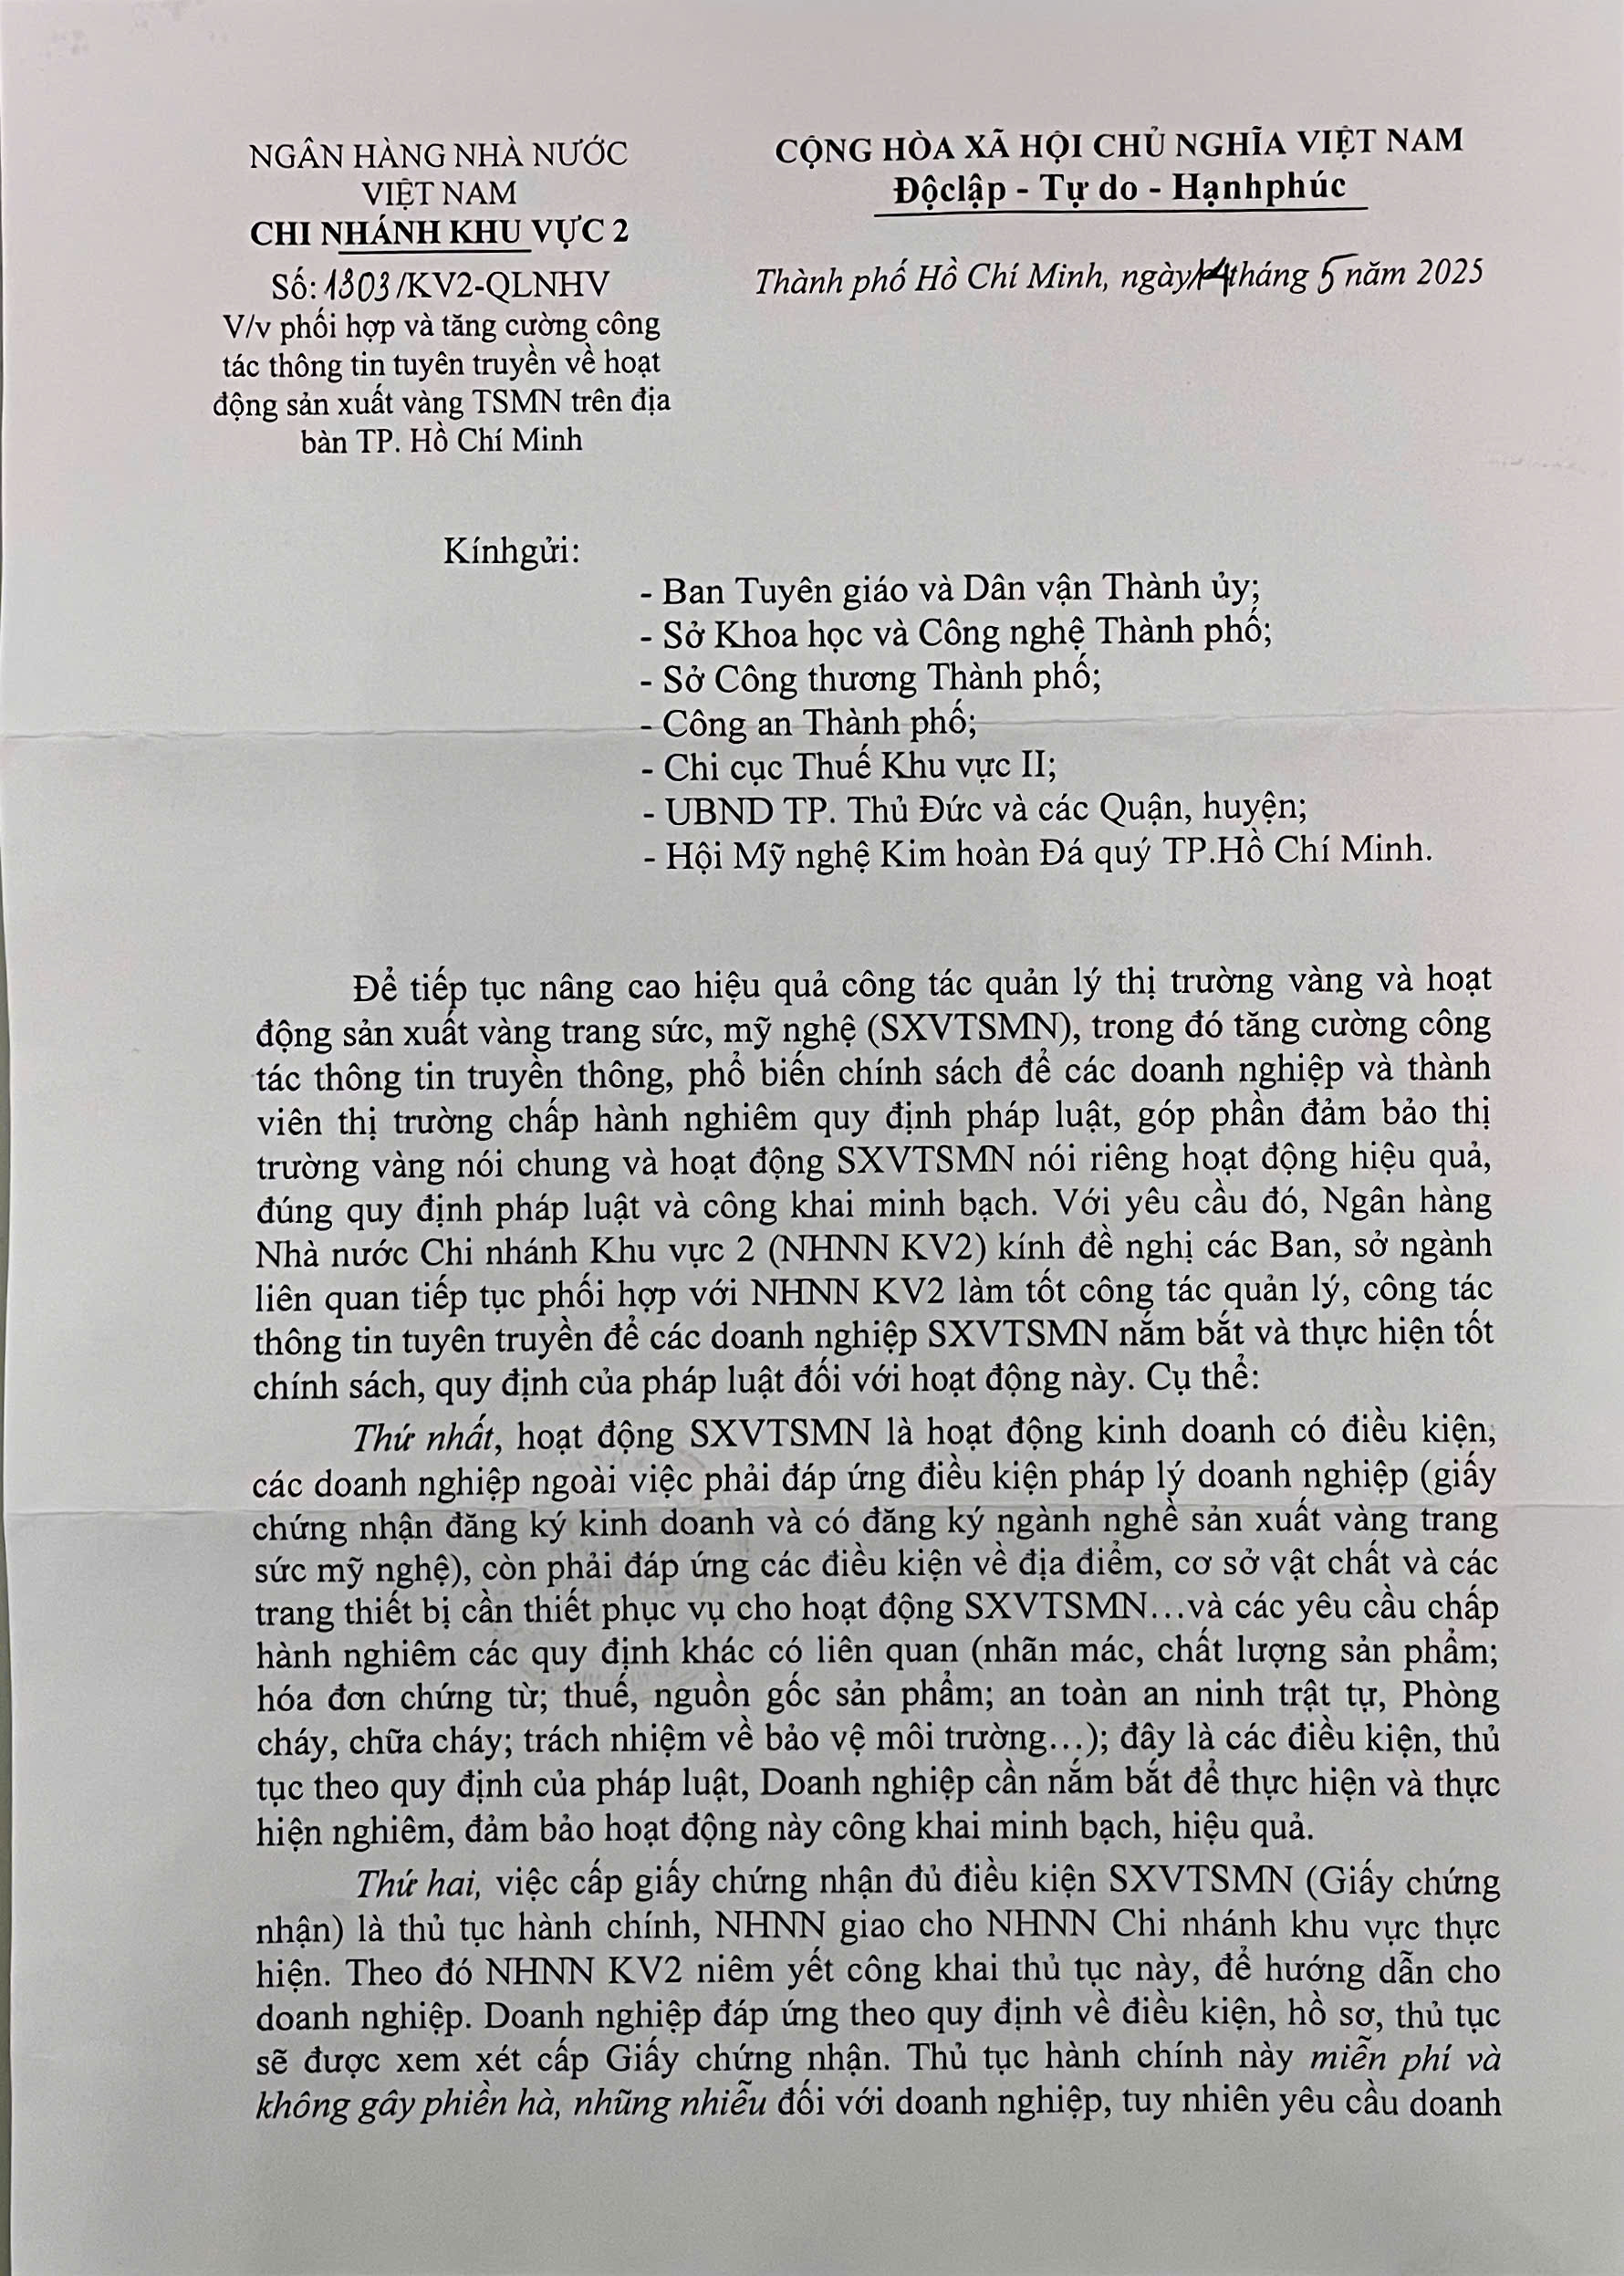 NGÂN HÀNG NHÀ NƯỚC
VIỆT NAM
CHI NHÁNH KHU VỰC 2
Số: 1803/KV2-QLNHV
V/v phối hợp và tăng cường công
tác thông tin tuyên truyền về hoạt
động sản xuất vàng TSMN trên địa
bàn TP. Hồ Chí Minh
CỘNG HÒA XÃ HỘI CHỦ NGHĨA VIỆT NAM
Độclập - Tự do - Hạnhphúc
Thành phố Hồ Chí Minh, ngày 14 tháng 5 năm 2025
Kínhgửi:
- Ban Tuyên giáo và Dân vận Thành ủy;
- Sở Khoa học và Công nghệ Thành phố;
- Sở Công thương Thành phố;
- Công an Thành phố;
- Chi cục Thuế Khu vực II;
- UBND TP. Thủ Đức và các Quận, huyện;
- Hội Mỹ nghệ Kim hoàn Đá quý TP.Hồ Chí Minh.
Để tiếp tục nâng cao hiệu quả công tác quản lý thị trường vàng và hoạt
động sản xuất vàng trang sức, mỹ nghệ (SXVTSMN), trong đó tăng cường công
tác thông tin truyền thông, phổ biến chính sách để các doanh nghiệp và thành
viên thị trường chấp hành nghiêm quy định pháp luật, góp phần đảm bảo thị
trường vàng nói chung và hoạt động SXVTSMN nói riêng hoạt động hiệu quả,
đúng quy định pháp luật và công khai minh bạch. Với yêu cầu đó, Ngân hàng
Nhà nước Chi nhánh Khu vực 2 (NHNN KV2) kính đề nghị các Ban, sở ngành
liên quan tiếp tục phối hợp với NHNN KV2 làm tốt công tác quản lý, công tác
thông tin tuyên truyền để các doanh nghiệp SXVTSMN nắm bắt và thực hiện tốt
chính sách, quy định của pháp luật đối với hoạt động này. Cụ thể:
Thứ nhất, hoạt động SXVTSMN là hoạt động kinh doanh có điều kiện,
các doanh nghiệp ngoài việc phải đáp ứng điều kiện pháp lý doanh nghiệp (giấy
chứng nhận đăng ký kinh doanh và có đăng ký ngành nghề sản xuất vàng trang
sức mỹ nghệ), còn phải đáp ứng các điều kiện về địa điểm, cơ sở vật chất và các
trang thiết bị cần thiết phục vụ cho hoạt động SXVTSMN…và các yêu cầu chấp
hành nghiêm các quy định khác có liên quan (nhãn mác, chất lượng sản phẩm;
hóa đơn chứng từ; thuế, nguồn gốc sản phẩm; an toàn an ninh trật tự, Phòng
cháy, chữa cháy; trách nhiệm về bảo vệ môi trường…); đây là các điều kiện, thủ
tục theo quy định của pháp luật, Doanh nghiệp cần nắm bắt để thực hiện và thực
hiện nghiêm, đảm bảo hoạt động này công khai minh bạch, hiệu quả.
Thứ hai, việc cấp giấy chứng nhận đủ điều kiện SXVTSMN (Giấy chứng
nhận) là thủ tục hành chính, NHNN giao cho NHNN Chi nhánh khu vực thực
hiện. Theo đó NHNN KV2 niêm yết công khai thủ tục này, để hướng dẫn cho
doanh nghiệp. Doanh nghiệp đáp ứng theo quy định về điều kiện, hồ sơ, thủ tục
sẽ được xem xét cấp Giấy chứng nhận. Thủ tục hành chính này miễn phí và
không gây phiền hà, nhũng nhiễu đối với doanh nghiệp, tuy nhiên yêu cầu doanh